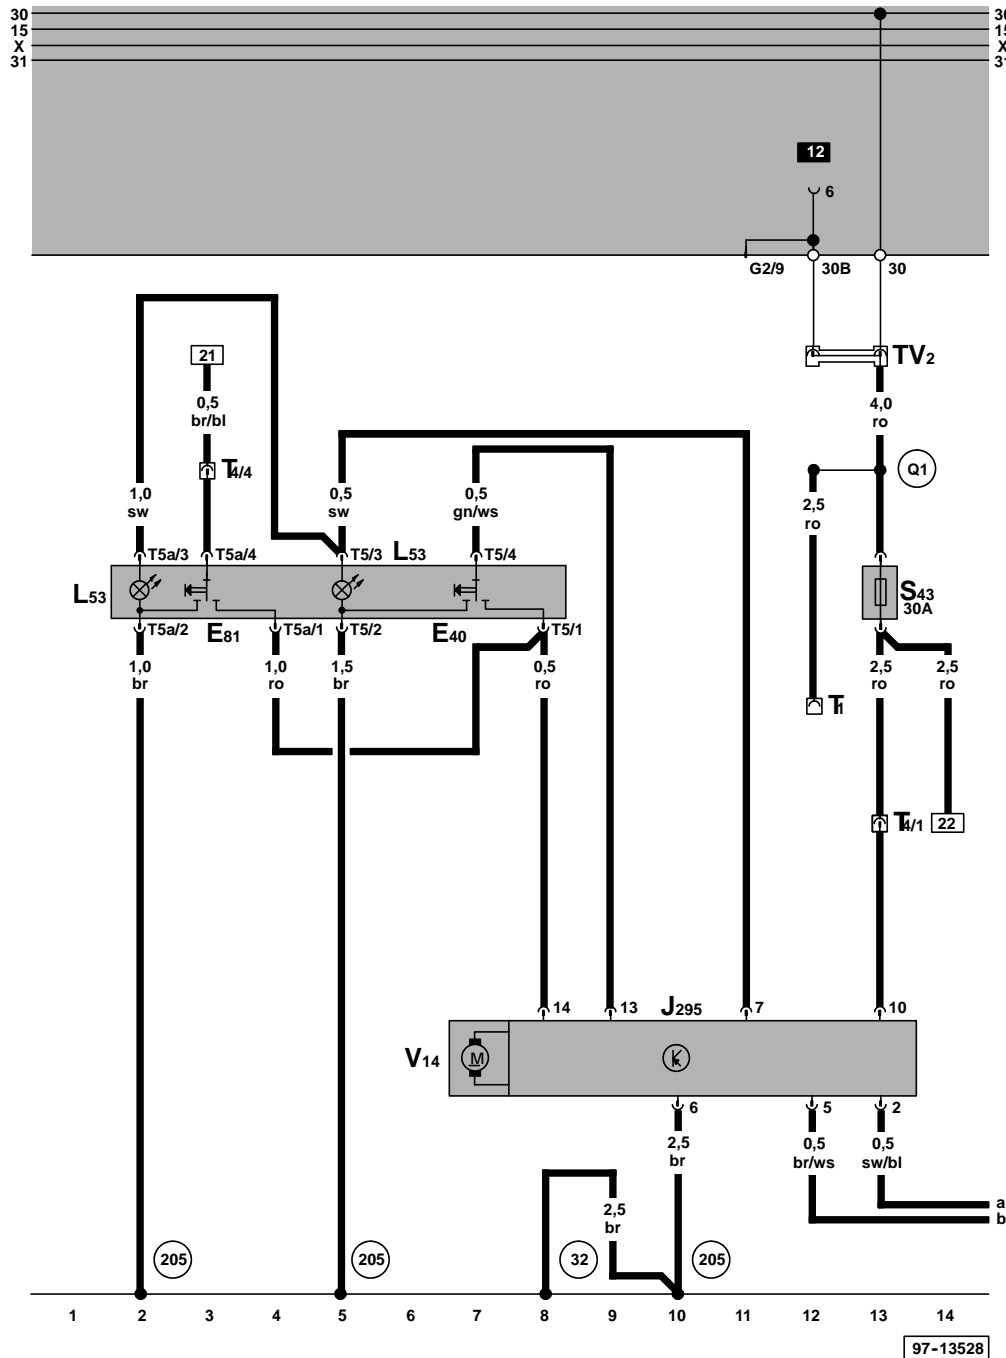 30 30
15 15
X X
31 31
12
6
G2/9 30B 30
TV2
21
0,5
br/bl
4,0
ro
T4/4
Q1
1,0
sw
0,5
sw
0,5
gn/ws
2,5
ro
T5a/3 T5a/4 T5/3 L53 T5/4
L53
S43
30A
T5a/2 E81 T5a/1 T5/2 E40 T5/1
1,0
br
1,0
ro
1,5
br
0,5
ro
2,5
ro
2,5
ro
T1
T4/1 22
14 13 J295 7 10
V14 M
6 5 2
2,5
br
0,5
br/ws
0,5
sw/bl
2,5
br
a
b
205 205 32 205
1 2 3 4 5 6 7 8 9 10 11 12 13 14
97-13528